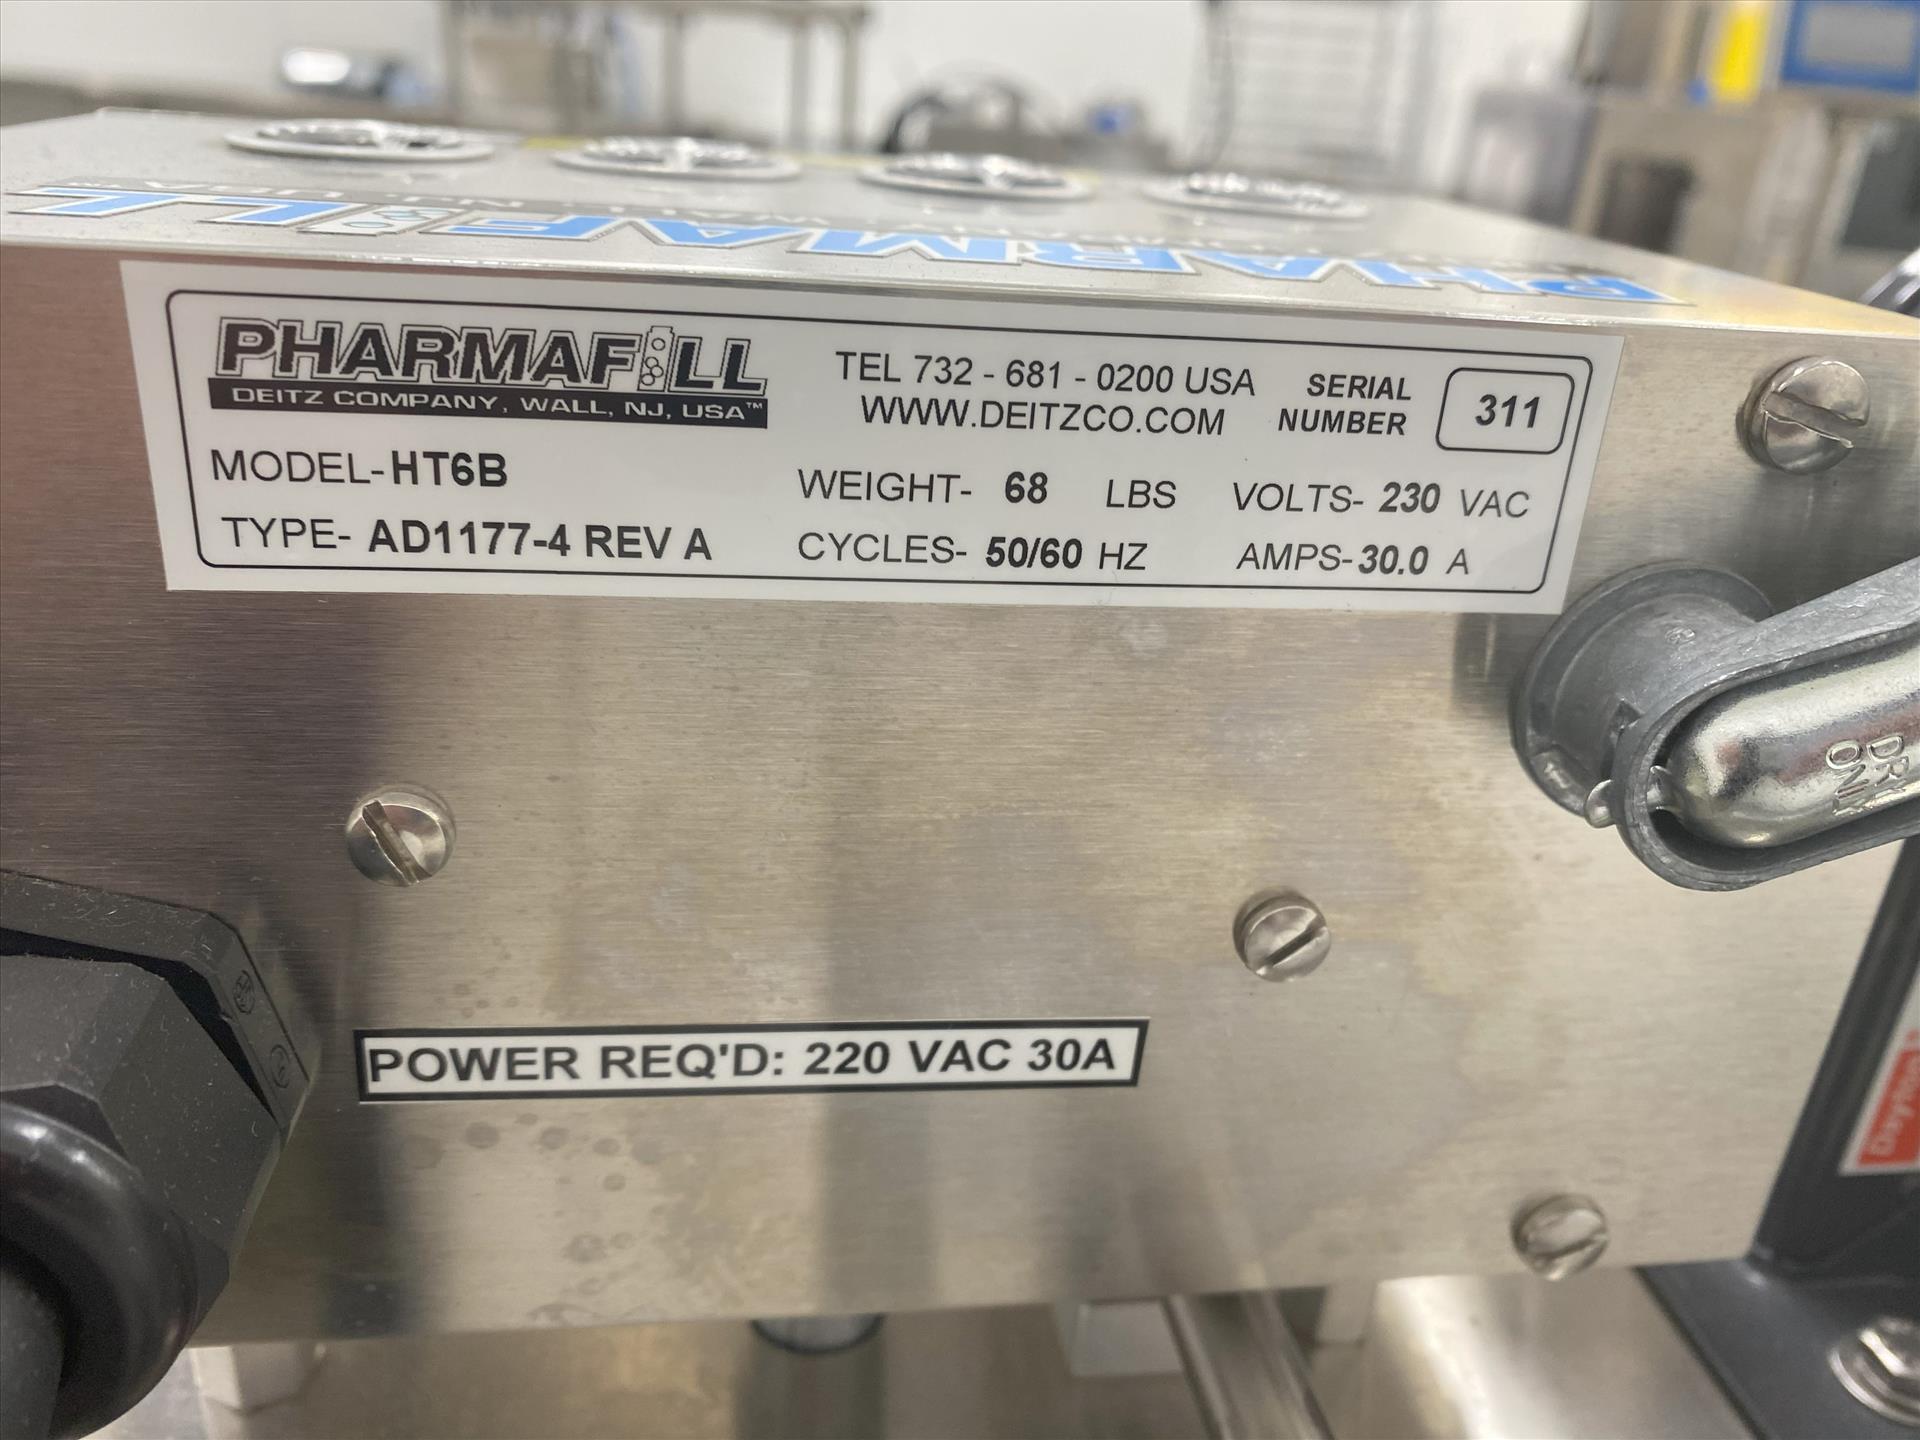 PHARMAFILL
PHARMAFILL
DEITZ COMPANY, WALL, NJ, USA™
TEL 732 - 681 - 0200 USA
WWW.DEITZCO.COM
SERIAL
NUMBER
311
MODEL-HT6B
WEIGHT- 68 LBS
VOLTS- 230 VAC
TYPE- AD1177-4 REV A
CYCLES- 50/60 HZ
AMPS-30.0 A
POWER REQ'D: 220 VAC 30A
Dayton